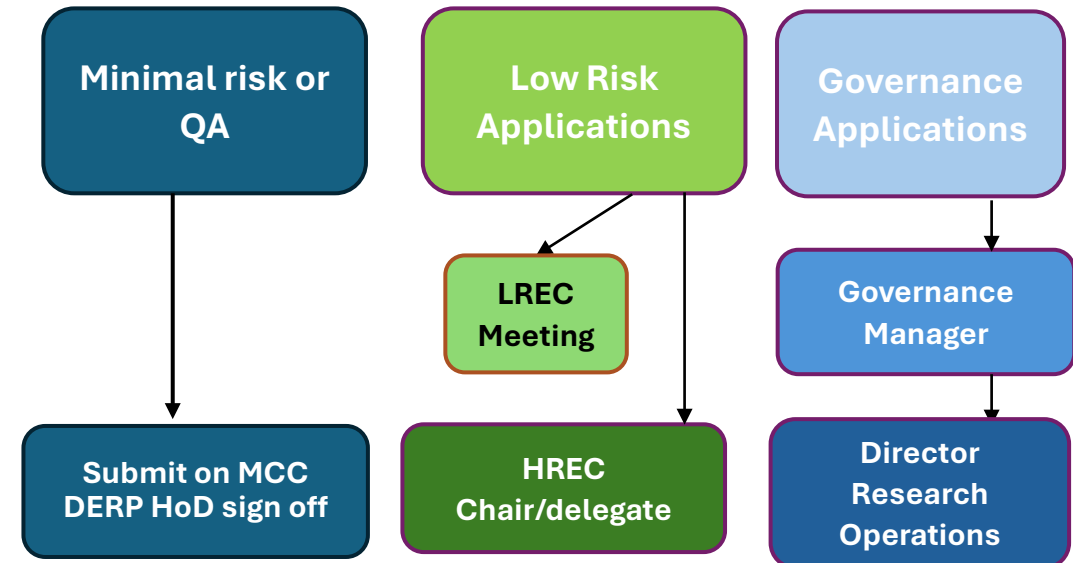 Minimal risk or
QA
Low Risk
Applications
Governance
Applications
LREC
Meeting
Governance
Manager
Submit on MCC
DERP HoD sign off
HREC
Chair/delegate
Director
Research
Operations